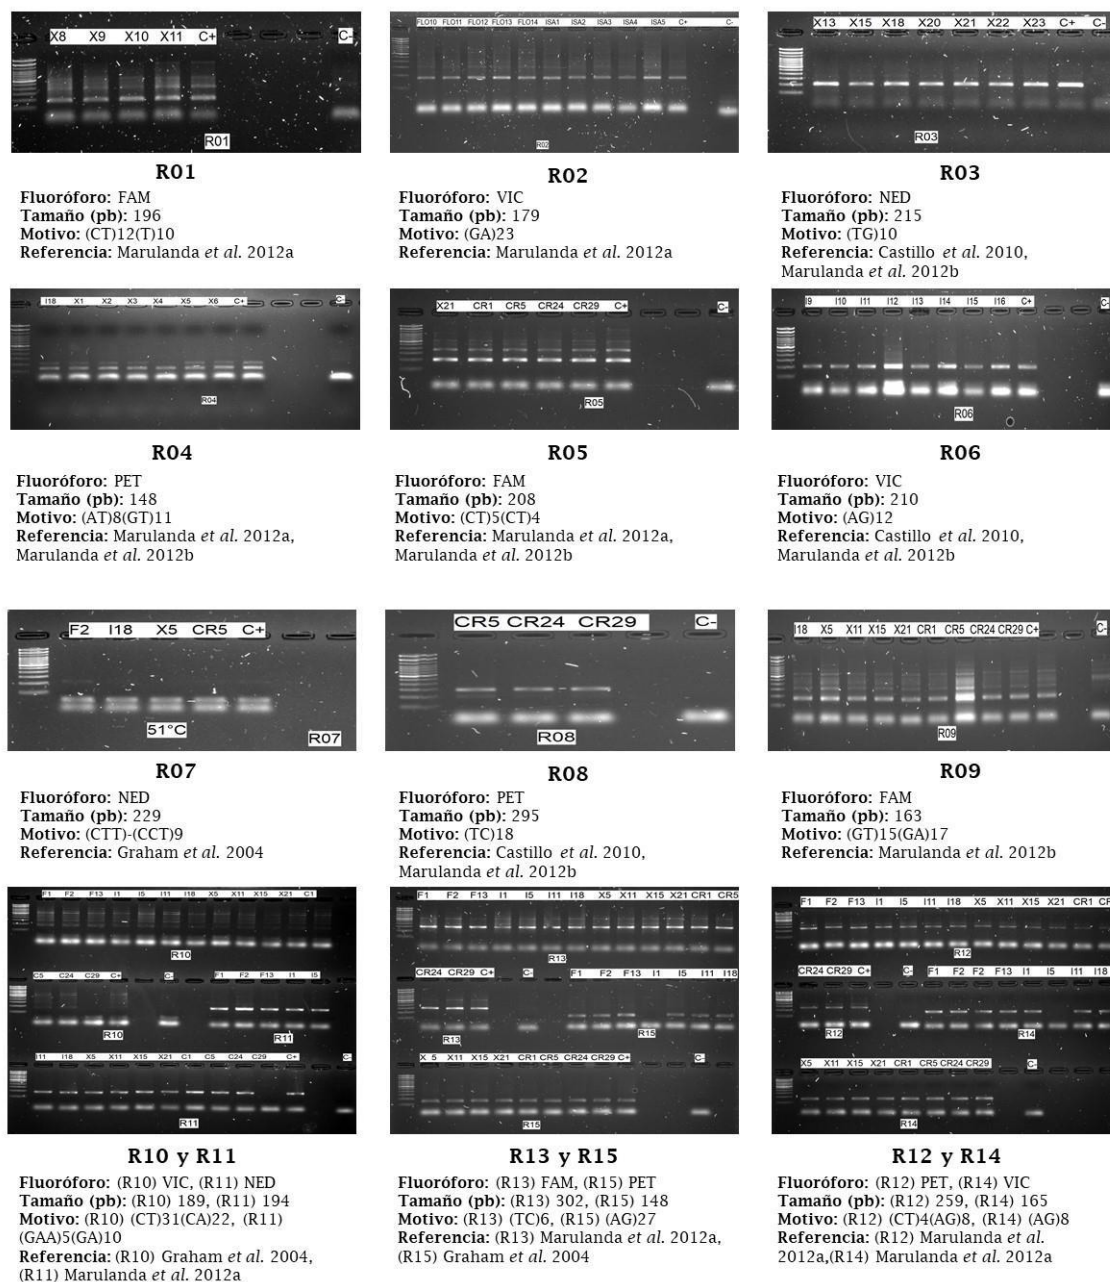 X8 X9 X10 X11 C+ C-
R01
FLO10 FLO11 FLO12 FLO13 FLO14 ISA1 ISA2 ISA3 ISA4 ISA5 C+ C-
R02
X13 X15 X18 X20 X21 X22 X23 C+ C-
R03
R01
Fluoróforo: FAM
Tamaño (pb): 196
Motivo: (CT)12(T)10
Referencia: Marulanda et al. 2012a
R02
Fluoróforo: VIC
Tamaño (pb): 179
Motivo: (GA)23
Referencia: Marulanda et al. 2012a
R03
Fluoróforo: NED
Tamaño (pb): 215
Motivo: (TG)10
Referencia: Castillo et al. 2010,
Marulanda et al. 2012b
I18 X1 X2 X3 X4 X5 X6 C+ C-
R04
X21 CR1 CR5 CR24 CR29 C+ C-
R05
I9 I10 I11 I12 I13 I14 I15 I16 C+ C-
R06
R04
Fluoróforo: PET
Tamaño (pb): 148
Motivo: (AT)8(GT)11
Referencia: Marulanda et al. 2012a,
Marulanda et al. 2012b
R05
Fluoróforo: FAM
Tamaño (pb): 208
Motivo: (CT)5(CT)4
Referencia: Marulanda et al. 2012a,
Marulanda et al. 2012b
R06
Fluoróforo: VIC
Tamaño (pb): 210
Motivo: (AG)12
Referencia: Castillo et al. 2010,
Marulanda et al. 2012b
F2 I18 X5 CR5 C+
51°C
R07
CR5 CR24 CR29 C-
R08
I18 X5 X11 X15 X21 CR1 CR5 CR24 CR29 C+ C-
R09
R07
Fluoróforo: NED
Tamaño (pb): 229
Motivo: (CTT)-(CCT)9
Referencia: Graham et al. 2004
R08
Fluoróforo: PET
Tamaño (pb): 295
Motivo: (TC)18
Referencia: Castillo et al. 2010,
Marulanda et al. 2012b
R09
Fluoróforo: FAM
Tamaño (pb): 163
Motivo: (GT)15(GA)17
Referencia: Marulanda et al. 2012b
F1 F2 F13 I1 I5 I11 I18 X5 X11 X15 X21 C1
R10
C5 C24 C29 C+ C- F1 F2 F13 I1 I5
R10 R11
I11 I18 X5 X11 X15 X21 C1 C5 C24 C29 C+ C-
R11
F1 F2 F13 I1 I5 I11 I18 X5 X11 X15 X21 CR1 CR5
R13
CR24 CR29 C+ C- F1 F2 F13 I1 I5 I11 I18
R13 R15
X 5 X11 X15 X21 CR1 CR5 CR24 CR29 C+ C-
R15
F1 F2 F13 I1 I5 I11 I18 X5 X11 X15 X21 CR1 CR
R12
CR24 CR29 C+ C- F1 F2 F2 F13 I1 I5 I11 I18
R12 R14
X5 X11 X15 X21 CR1 CR5 CR24 CR29 C-
R14
R10 y R11
Fluoróforo: (R10) VIC, (R11) NED
Tamaño (pb): (R10) 189, (R11) 194
Motivo: (R10) (CT)31(CA)22, (R11)
(GAA)5(GA)10
Referencia: (R10) Graham et al. 2004,
(R11) Marulanda et al. 2012a
R13 y R15
Fluoróforo: (R13) FAM, (R15) PET
Tamaño (pb): (R13) 302, (R15) 148
Motivo: (R13) (TC)6, (R15) (AG)27
Referencia: (R13) Marulanda et al. 2012a,
(R15) Graham et al. 2004
R12 y R14
Fluoróforo: (R12) PET, (R14) VIC
Tamaño (pb): (R12) 259, (R14) 165
Motivo: (R12) (CT)4(AG)8, (R14) (AG)8
Referencia: (R12) Marulanda et al.
2012a,(R14) Marulanda et al. 2012a